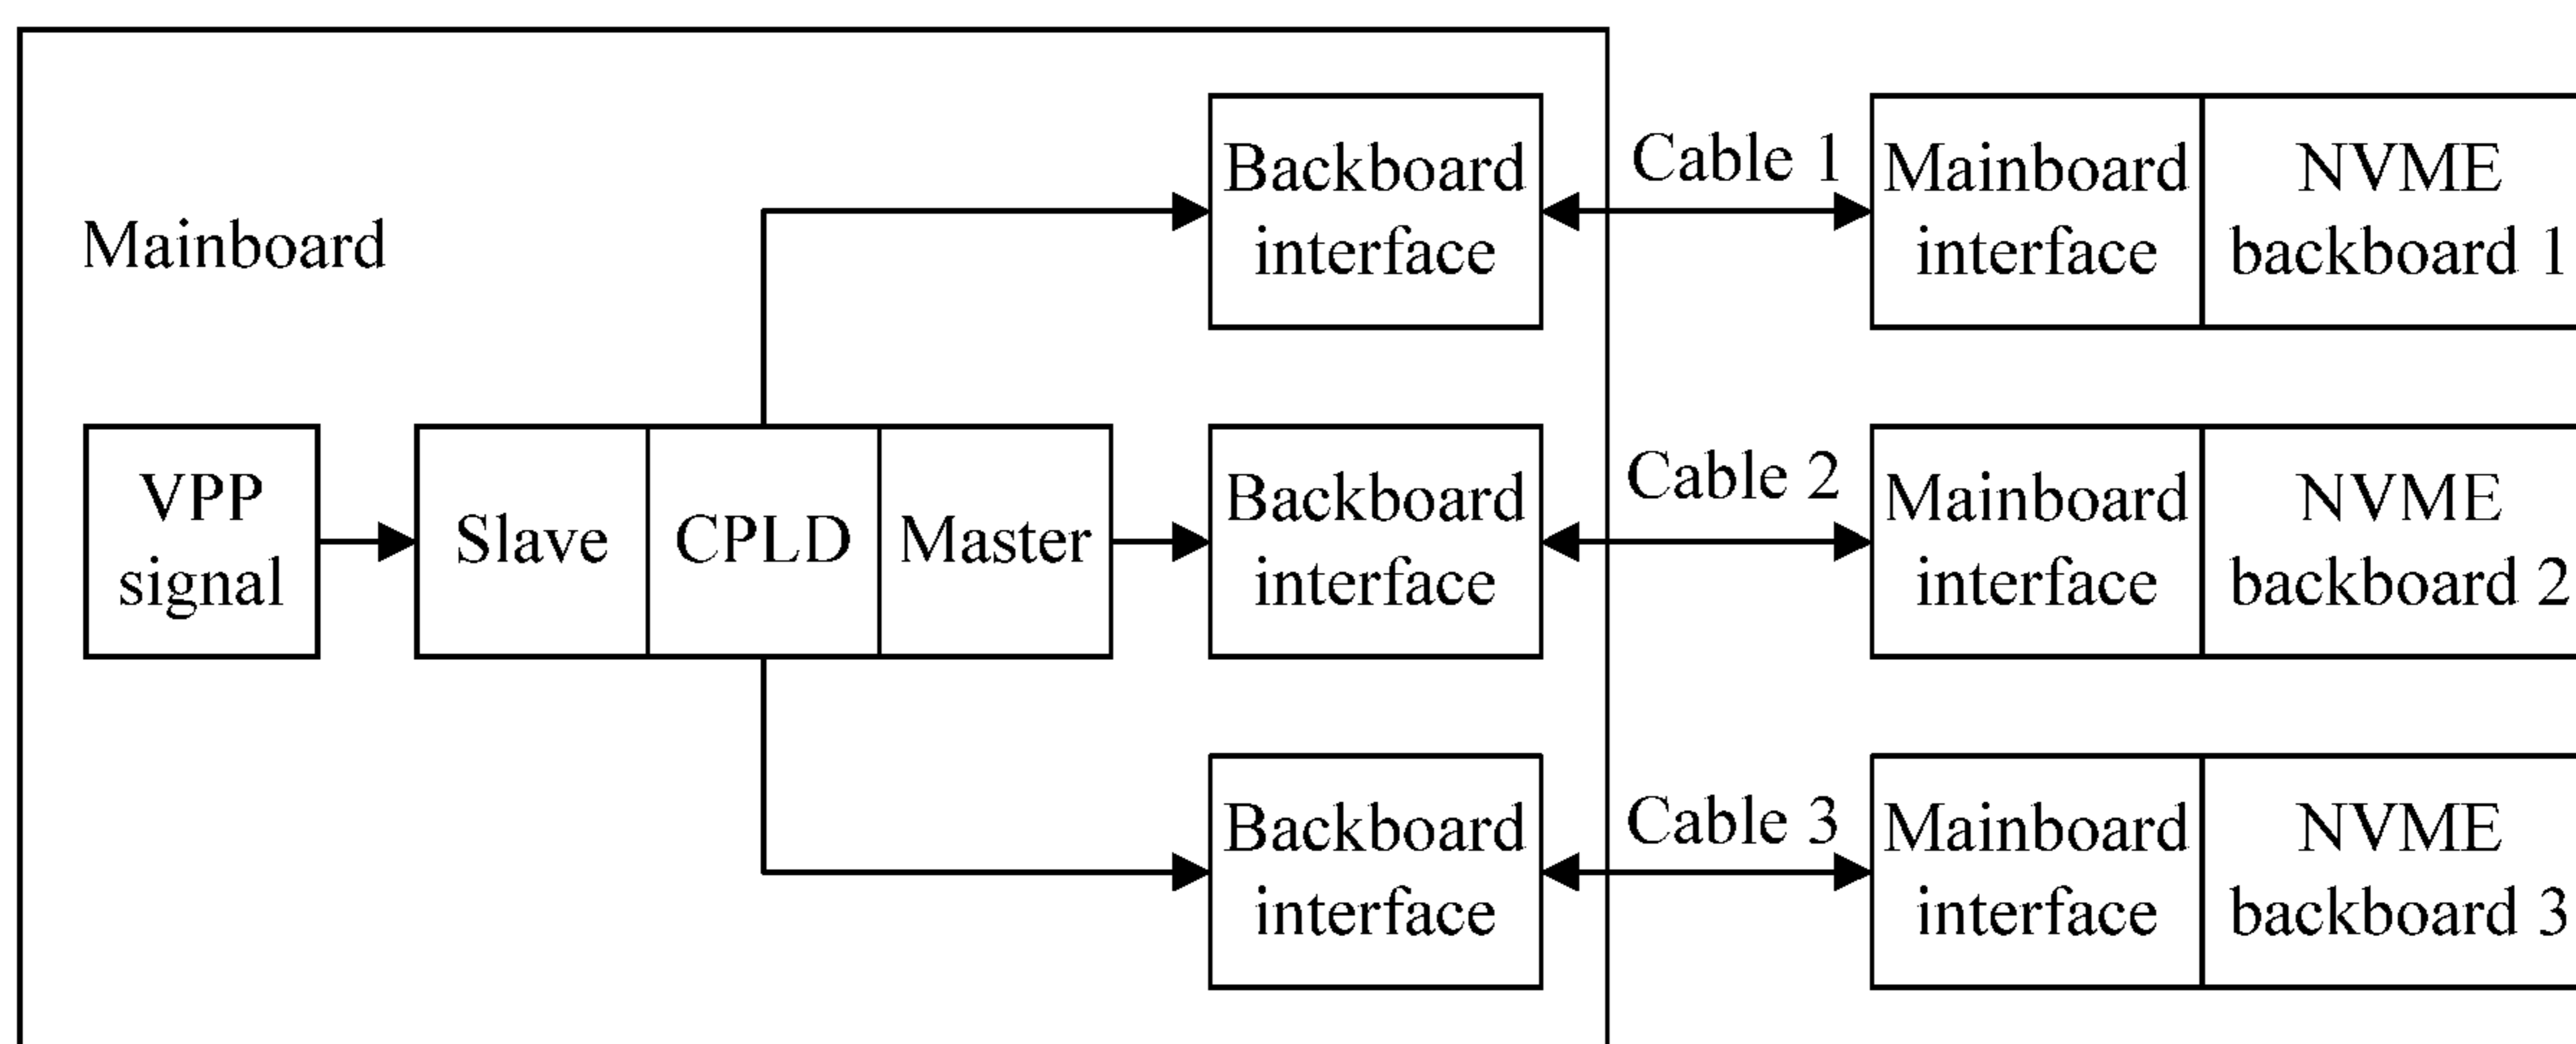 Mainboard
Backboard
interface
Cable 1
Mainboard
interface
NVME
backboard 1
VPP
signal
Slave
CPLD
Master
Backboard
interface
Cable 2
Mainboard
interface
NVME
backboard 2
Backboard
interface
Cable 3
Mainboard
interface
NVME
backboard 3